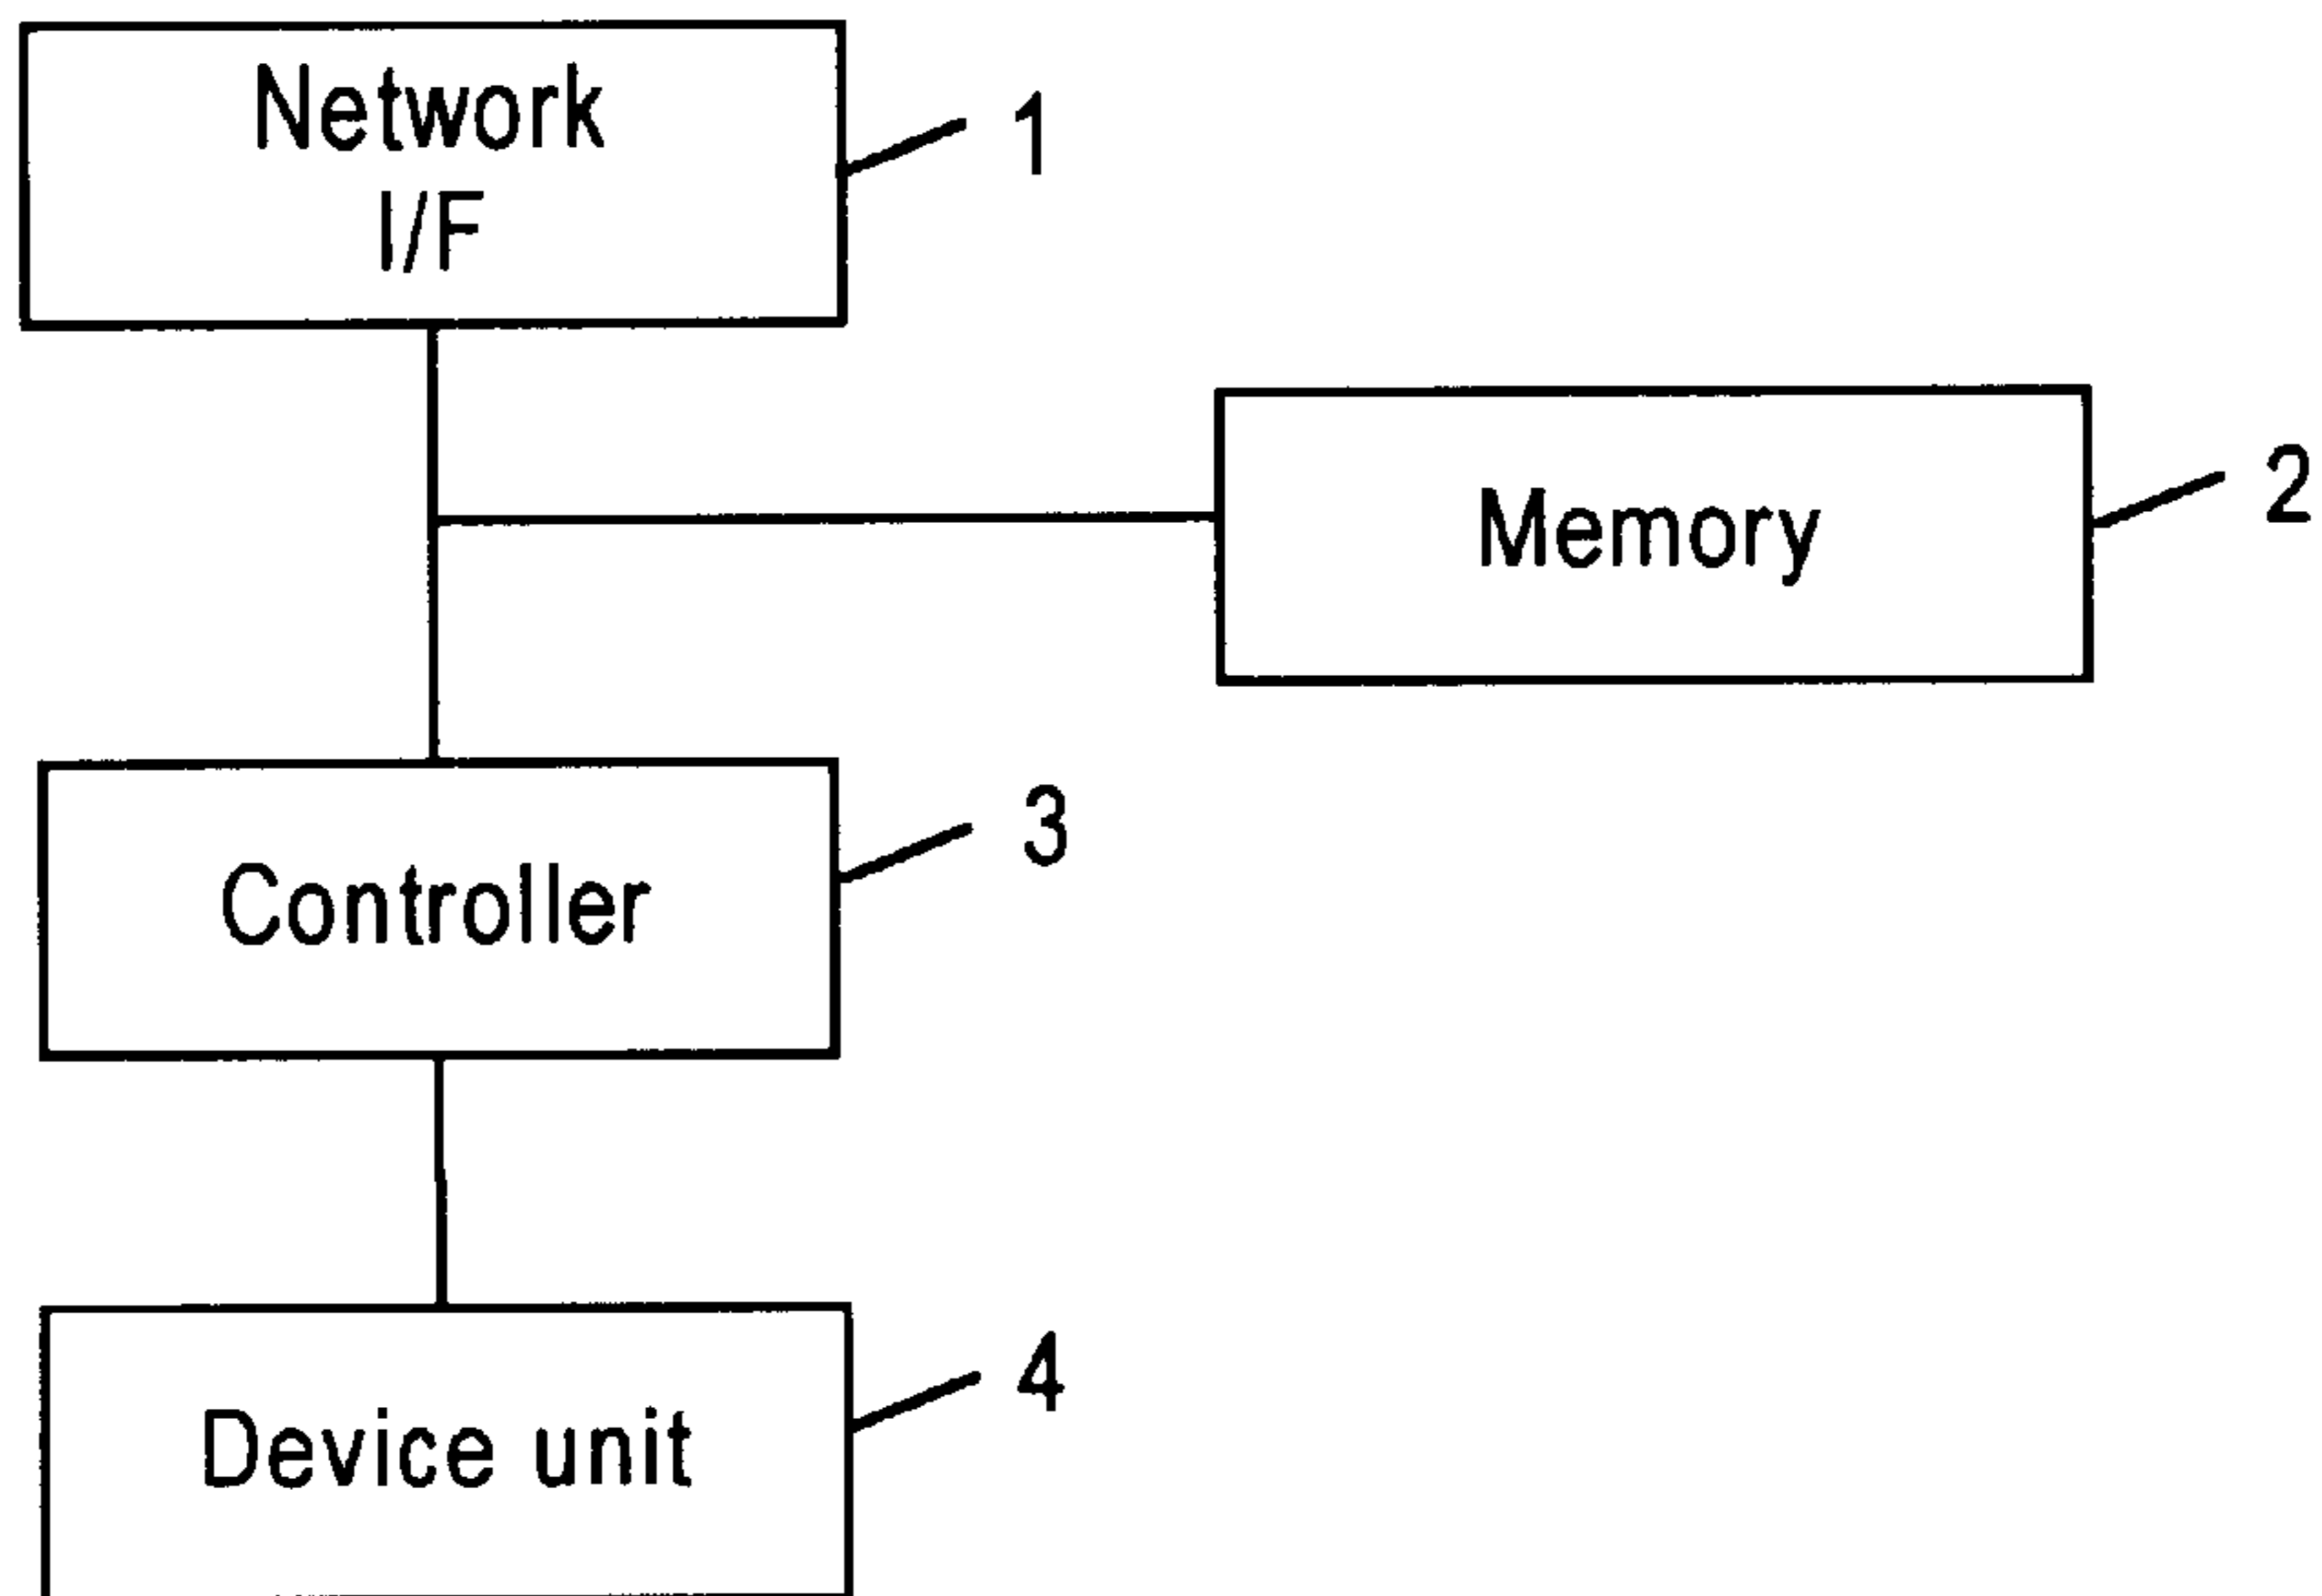 Network
I/F
1
Memory
2
Controller
3
Device unit
4